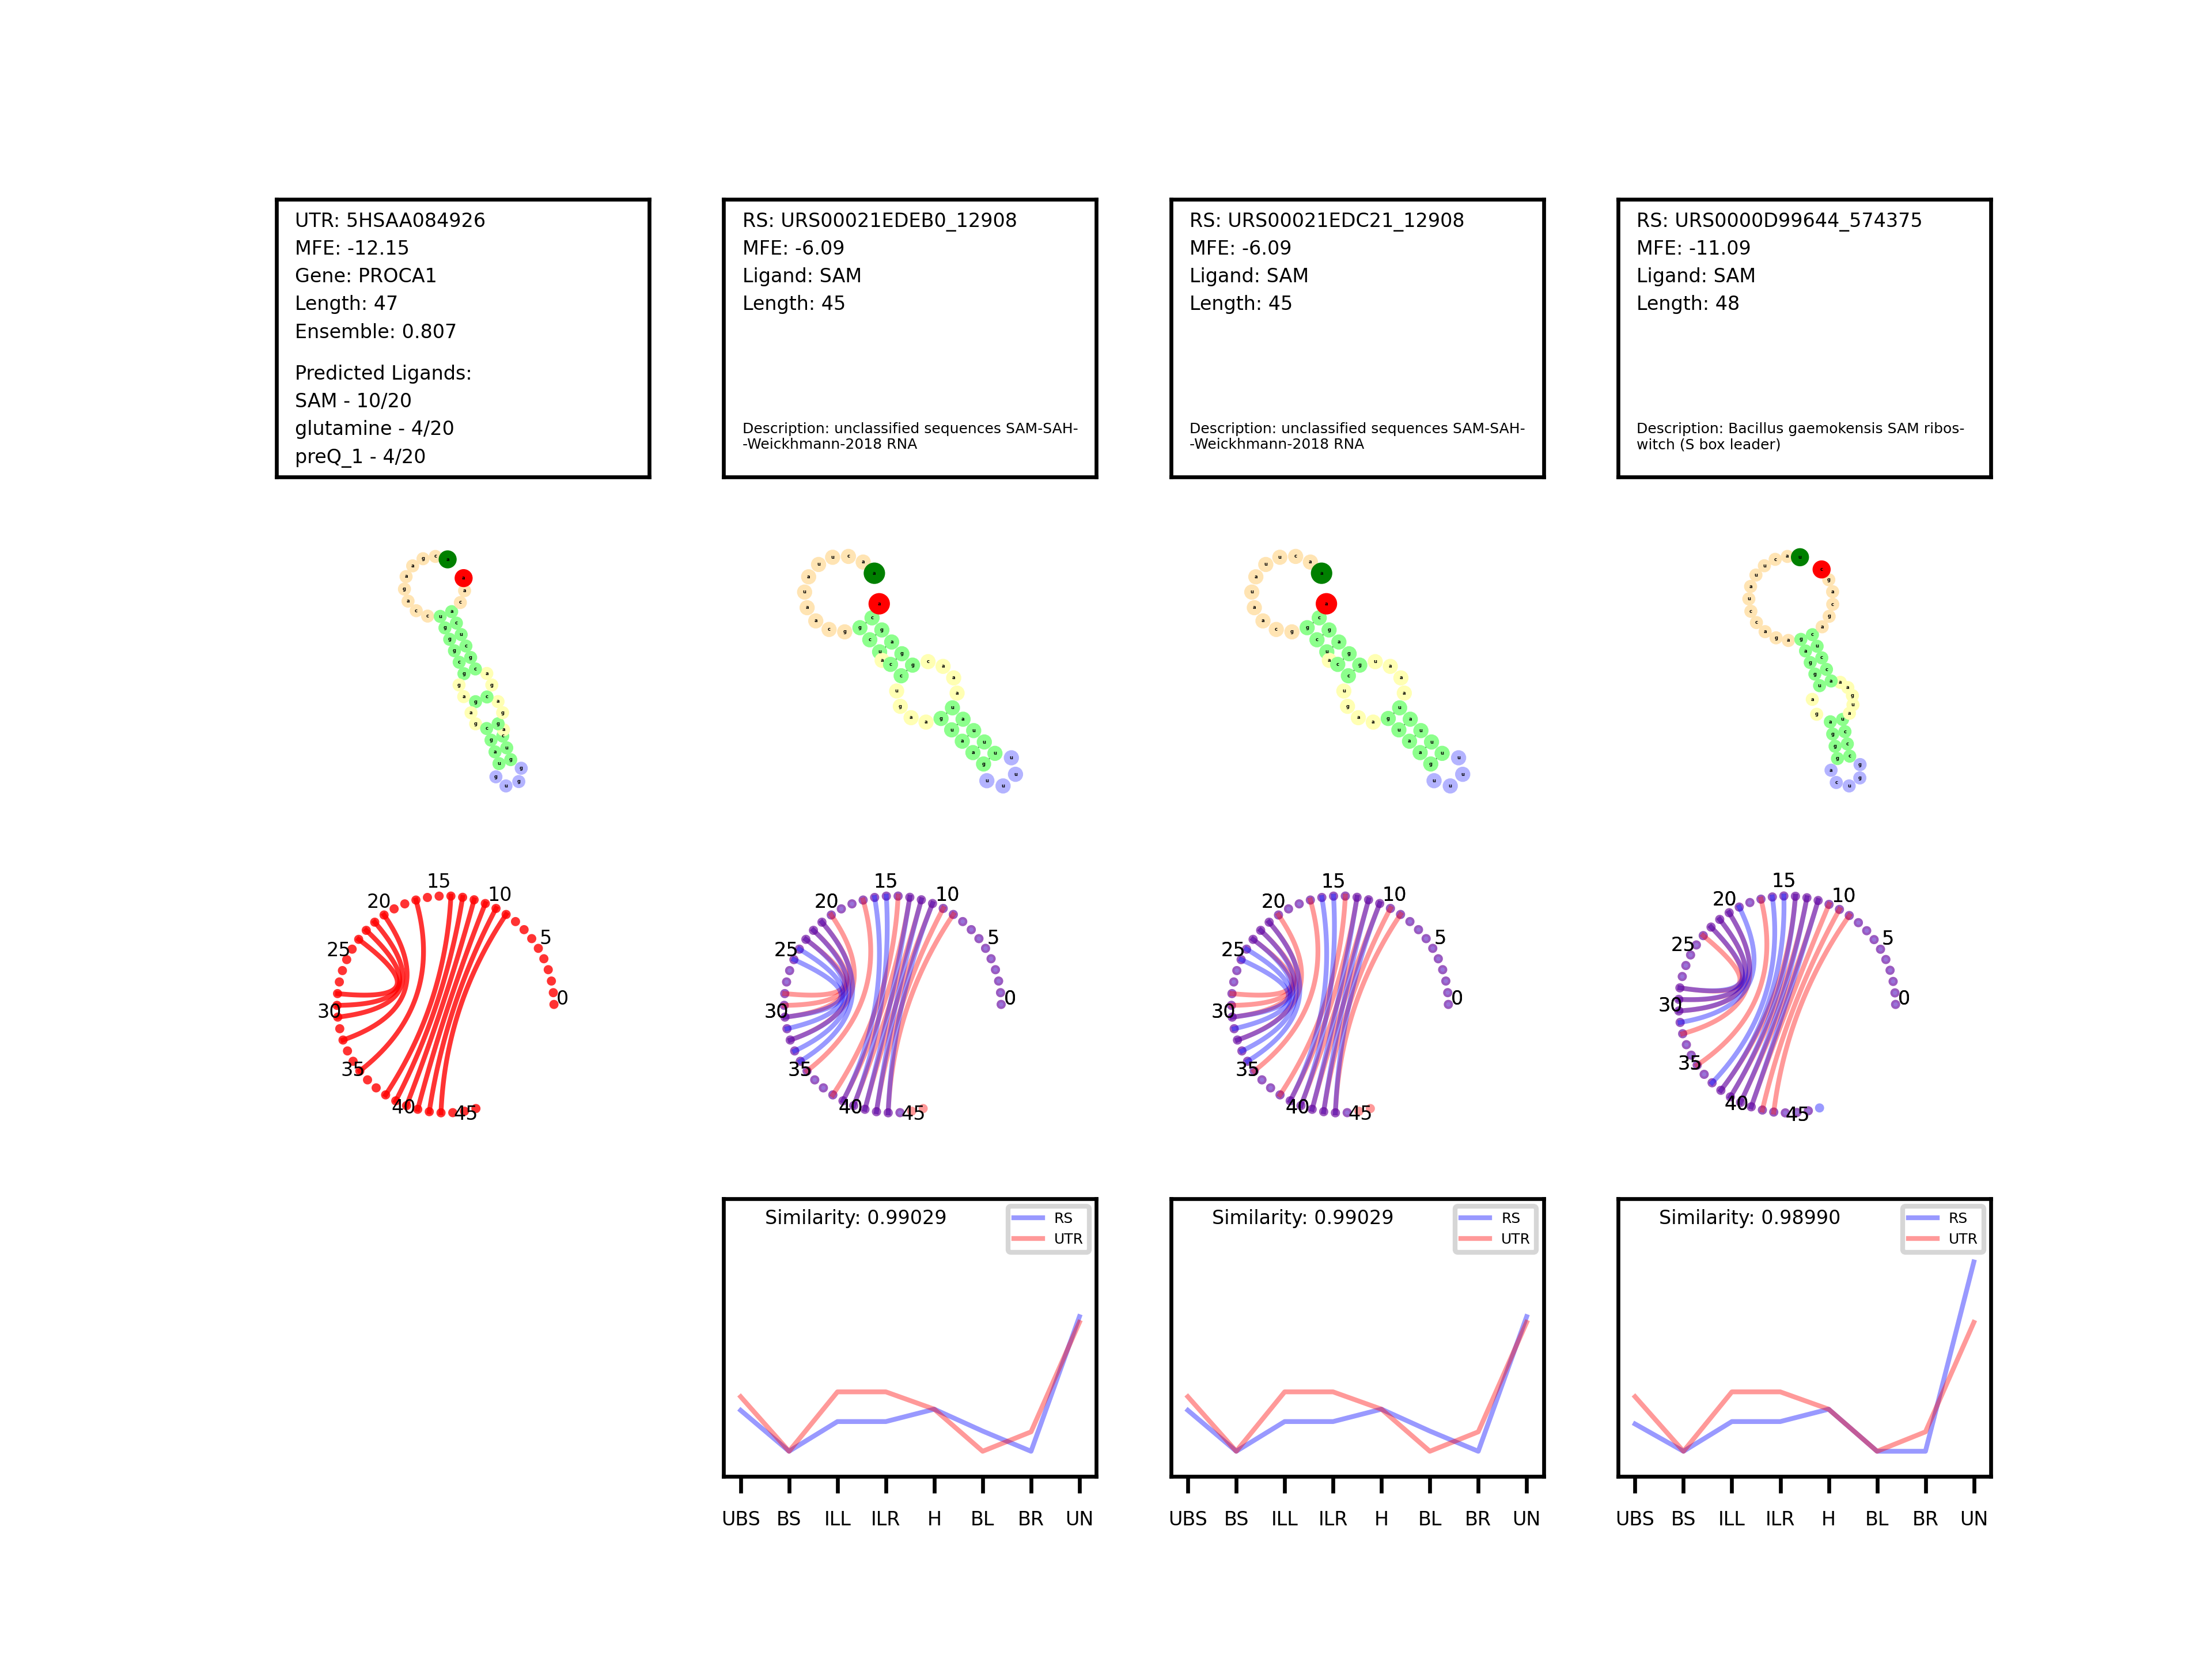 UTR: 5HSAA084926
MFE: -12.15
Gene: PROCA1
Length: 47
Ensemble: 0.807
Predicted Ligands:
SAM - 10/20
glutamine - 4/20
preQ_1 - 4/20
RS: URS00021EDEB0_12908
MFE: -6.09
Ligand: SAM
Length: 45
Description: unclassified sequences SAM-SAH-
-Weickhmann-2018 RNA
RS: URS00021EDC21_12908
MFE: -6.09
Ligand: SAM
Length: 45
Description: unclassified sequences SAM-SAH-
-Weickhmann-2018 RNA
RS: URS0000D99644_574375
MFE: -11.09
Ligand: SAM
Length: 48
Description: Bacillus gaemokensis SAM ribos-
witch (S box leader)
0 5 10 15 20 25 30 35 40 45
0 5 10 15 20 25 30 35 40 45
0 5 10 15 20 25 30 35 40 45
0 5 10 15 20 25 30 35 40 45
Similarity: 0.99029
RS
UTR
UBS BS ILL ILR H BL BR UN
Similarity: 0.99029
RS
UTR
UBS BS ILL ILR H BL BR UN
Similarity: 0.98990
RS
UTR
UBS BS ILL ILR H BL BR UN